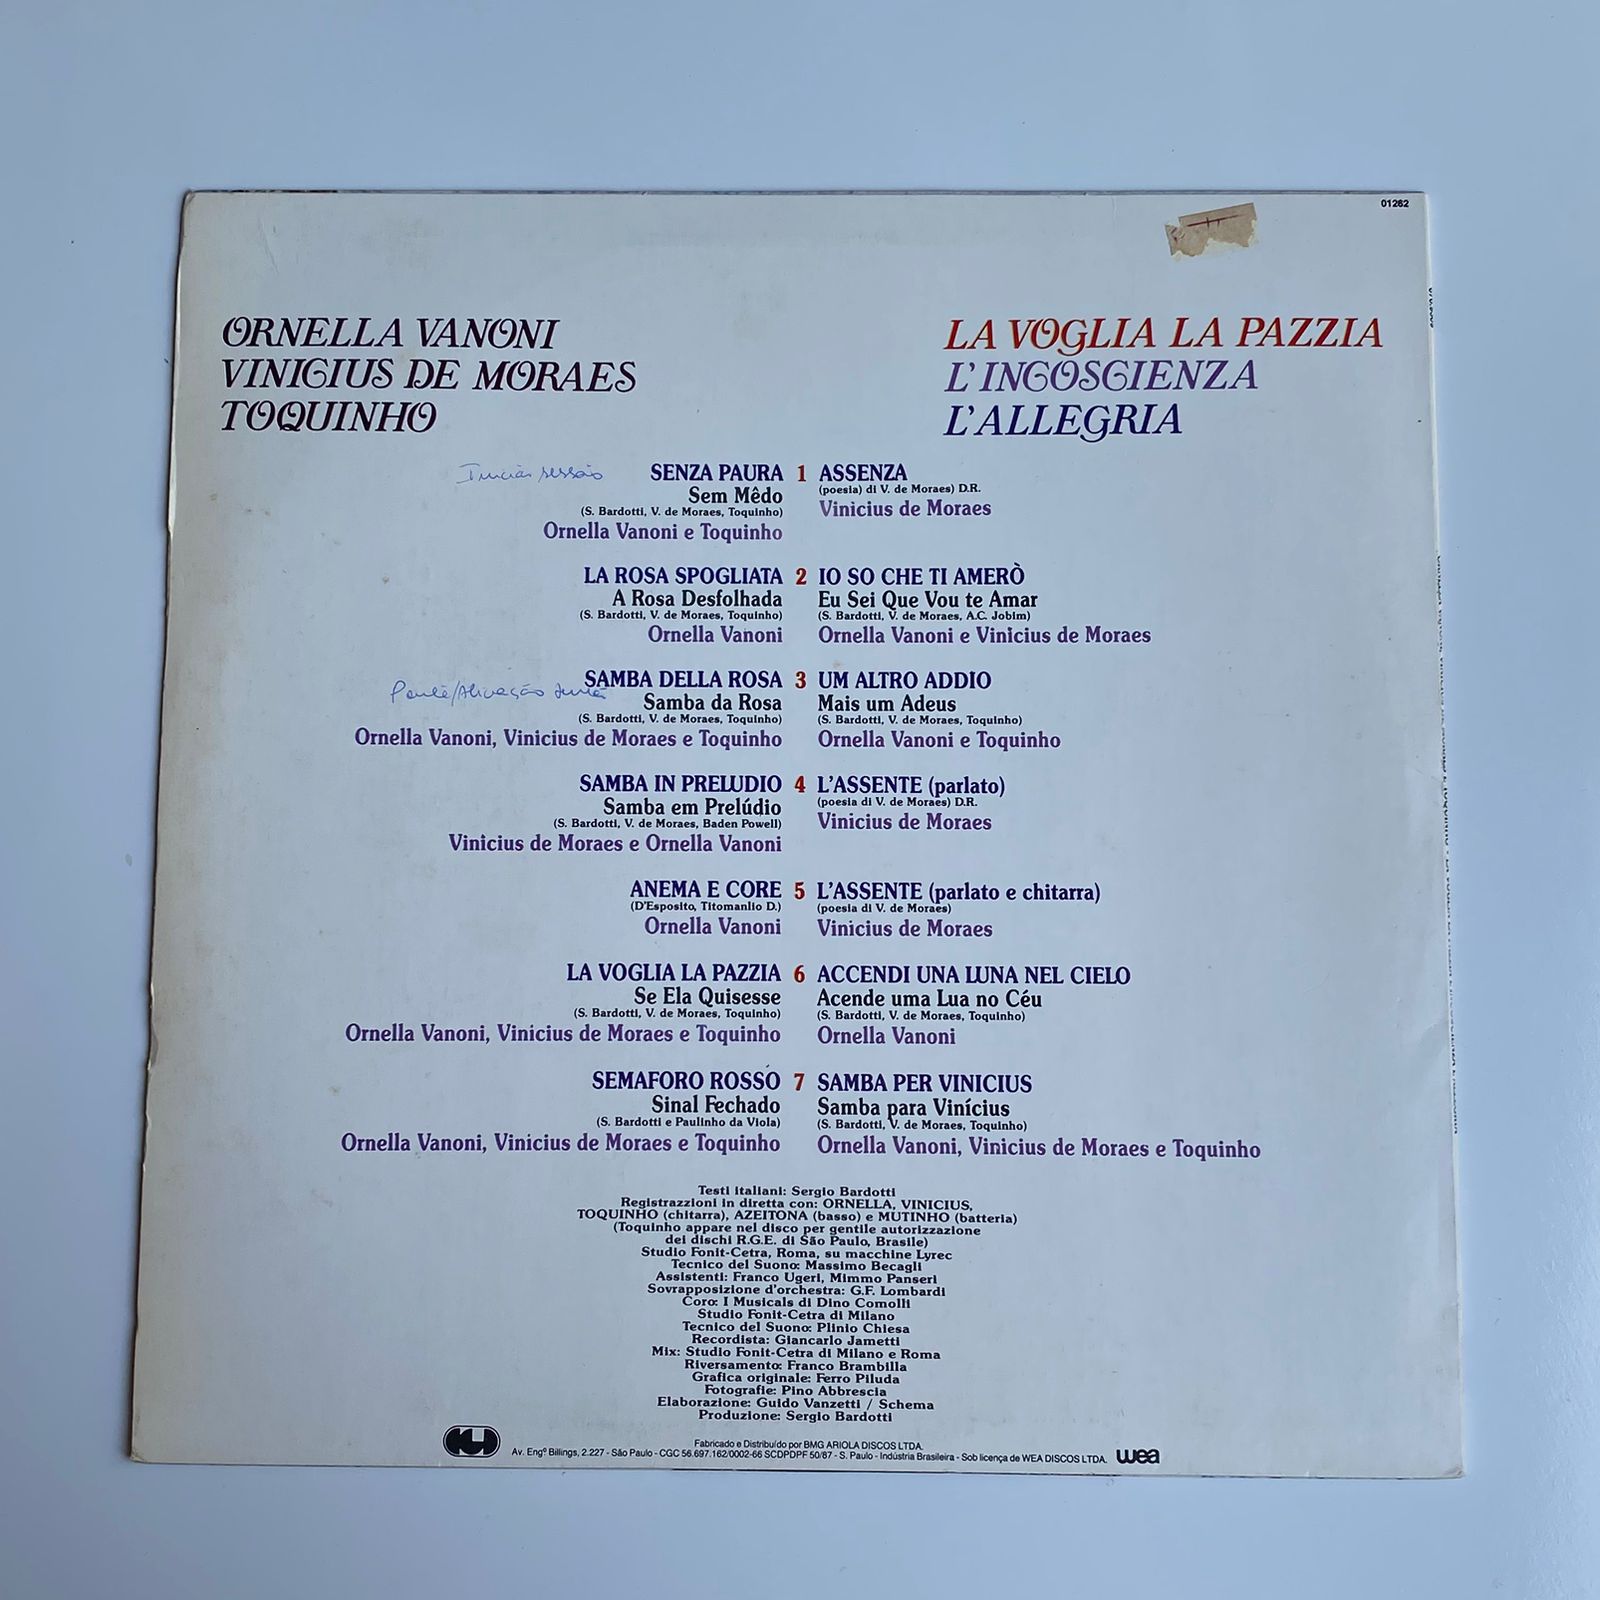 01262
ORNELLA VANONI
VINICIUS DE MORAES
TOQUINHO
LA VOGLIA LA PAZZIA
L'INCOSCIENZA
L'ALLEGRIA
SENZA PAURA 1
Sem Mêdo
(S. Bardotti, V. de Moraes, Toquinho)
Ornella Vanoni e Toquinho
LA ROSA SPOGLIATA 2
A Rosa Desfolhada
(S. Bardotti, V. de Moraes, Toquinho)
Ornella Vanoni
SAMBA DELLA ROSA 3
Samba da Rosa
(S. Bardotti, V. de Moraes, Toquinho)
Ornella Vanoni, Vinicius de Moraes e Toquinho
SAMBA IN PRELUDIO 4
Samba em Prelúdio
(S. Bardotti, V. de Moraes, Baden Powell)
Vinicius de Moraes e Ornella Vanoni
ANEMA E CORE 5
(D'Esposito, Titomanlio D.)
Ornella Vanoni
LA VOGLIA LA PAZZIA 6
Se Ela Quisesse
(S. Bardotti, V. de Moraes, Toquinho)
Ornella Vanoni, Vinicius de Moraes e Toquinho
SEMAFORO ROSSO 7
Sinal Fechado
(S. Bardotti e Paulinho da Viola)
Ornella Vanoni, Vinicius de Moraes e Toquinho
ASSENZA
(poesia) di V. de Moraes) D.R.
Vinicius de Moraes
IO SO CHE TI AMERÒ
Eu Sei Que Vou te Amar
(S. Bardotti, V. de Moraes, A.C. Jobim)
Ornella Vanoni e Vinicius de Moraes
UM ALTRO ADDIO
Mais um Adeus
(S. Bardotti, V. de Moraes, Toquinho)
Ornella Vanoni e Toquinho
L'ASSENTE (parlato)
(poesia di V. de Moraes) D.R.
Vinicius de Moraes
L'ASSENTE (parlato e chitarra)
(poesia di V. de Moraes)
Vinicius de Moraes
ACCENDI UNA LUNA NEL CIELO
Acende uma Lua no Céu
(S. Bardotti, V. de Moraes, Toquinho)
Ornella Vanoni
SAMBA PER VINICIUS
Samba para Vinícius
(S. Bardotti, V. de Moraes, Toquinho)
Ornella Vanoni, Vinicius de Moraes e Toquinho
Testi italiani: Sergio Bardotti
Registrazzioni in diretta con: ORNELLA, VINICIUS,
TOQUINHO (chitarra), AZEITONA (basso) e MUTINHO (batteria)
(Toquinho appare nel disco per gentile autorizzazione
dei dischi R.G.E. di São Paulo, Brasile)
Studio Fonit-Cetra, Roma, su macchine Lyrec
Tecnico del Suono: Massimo Becagli
Assistenti: Franco Ugeri, Mimmo Panseri
Sovrapposizione d'orchestra: G.F. Lombardi
Coro: I Musicals di Dino Comolli
Studio Fonit-Cetra di Milano
Tecnico del Suono: Plinio Chiesa
Recordista: Giancarlo Jametti
Mix: Studio Fonit-Cetra di Milano e Roma
Riversamento: Franco Brambilla
Grafica originale: Ferro Piluda
Fotografie: Pino Abbrescia
Elaborazione: Guido Vanzetti / Schema
Produzione: Sergio Bardotti
Fabricado e Distribuído por BMG ARIOLA DISCOS LTDA.
Av. Engº Billings, 2.227 - São Paulo - CGC 56.697.162/0002-66 SCDPDPF 50/87 - S. Paulo - Indústria Brasileira - Sob licença de WEA DISCOS LTDA.
wea